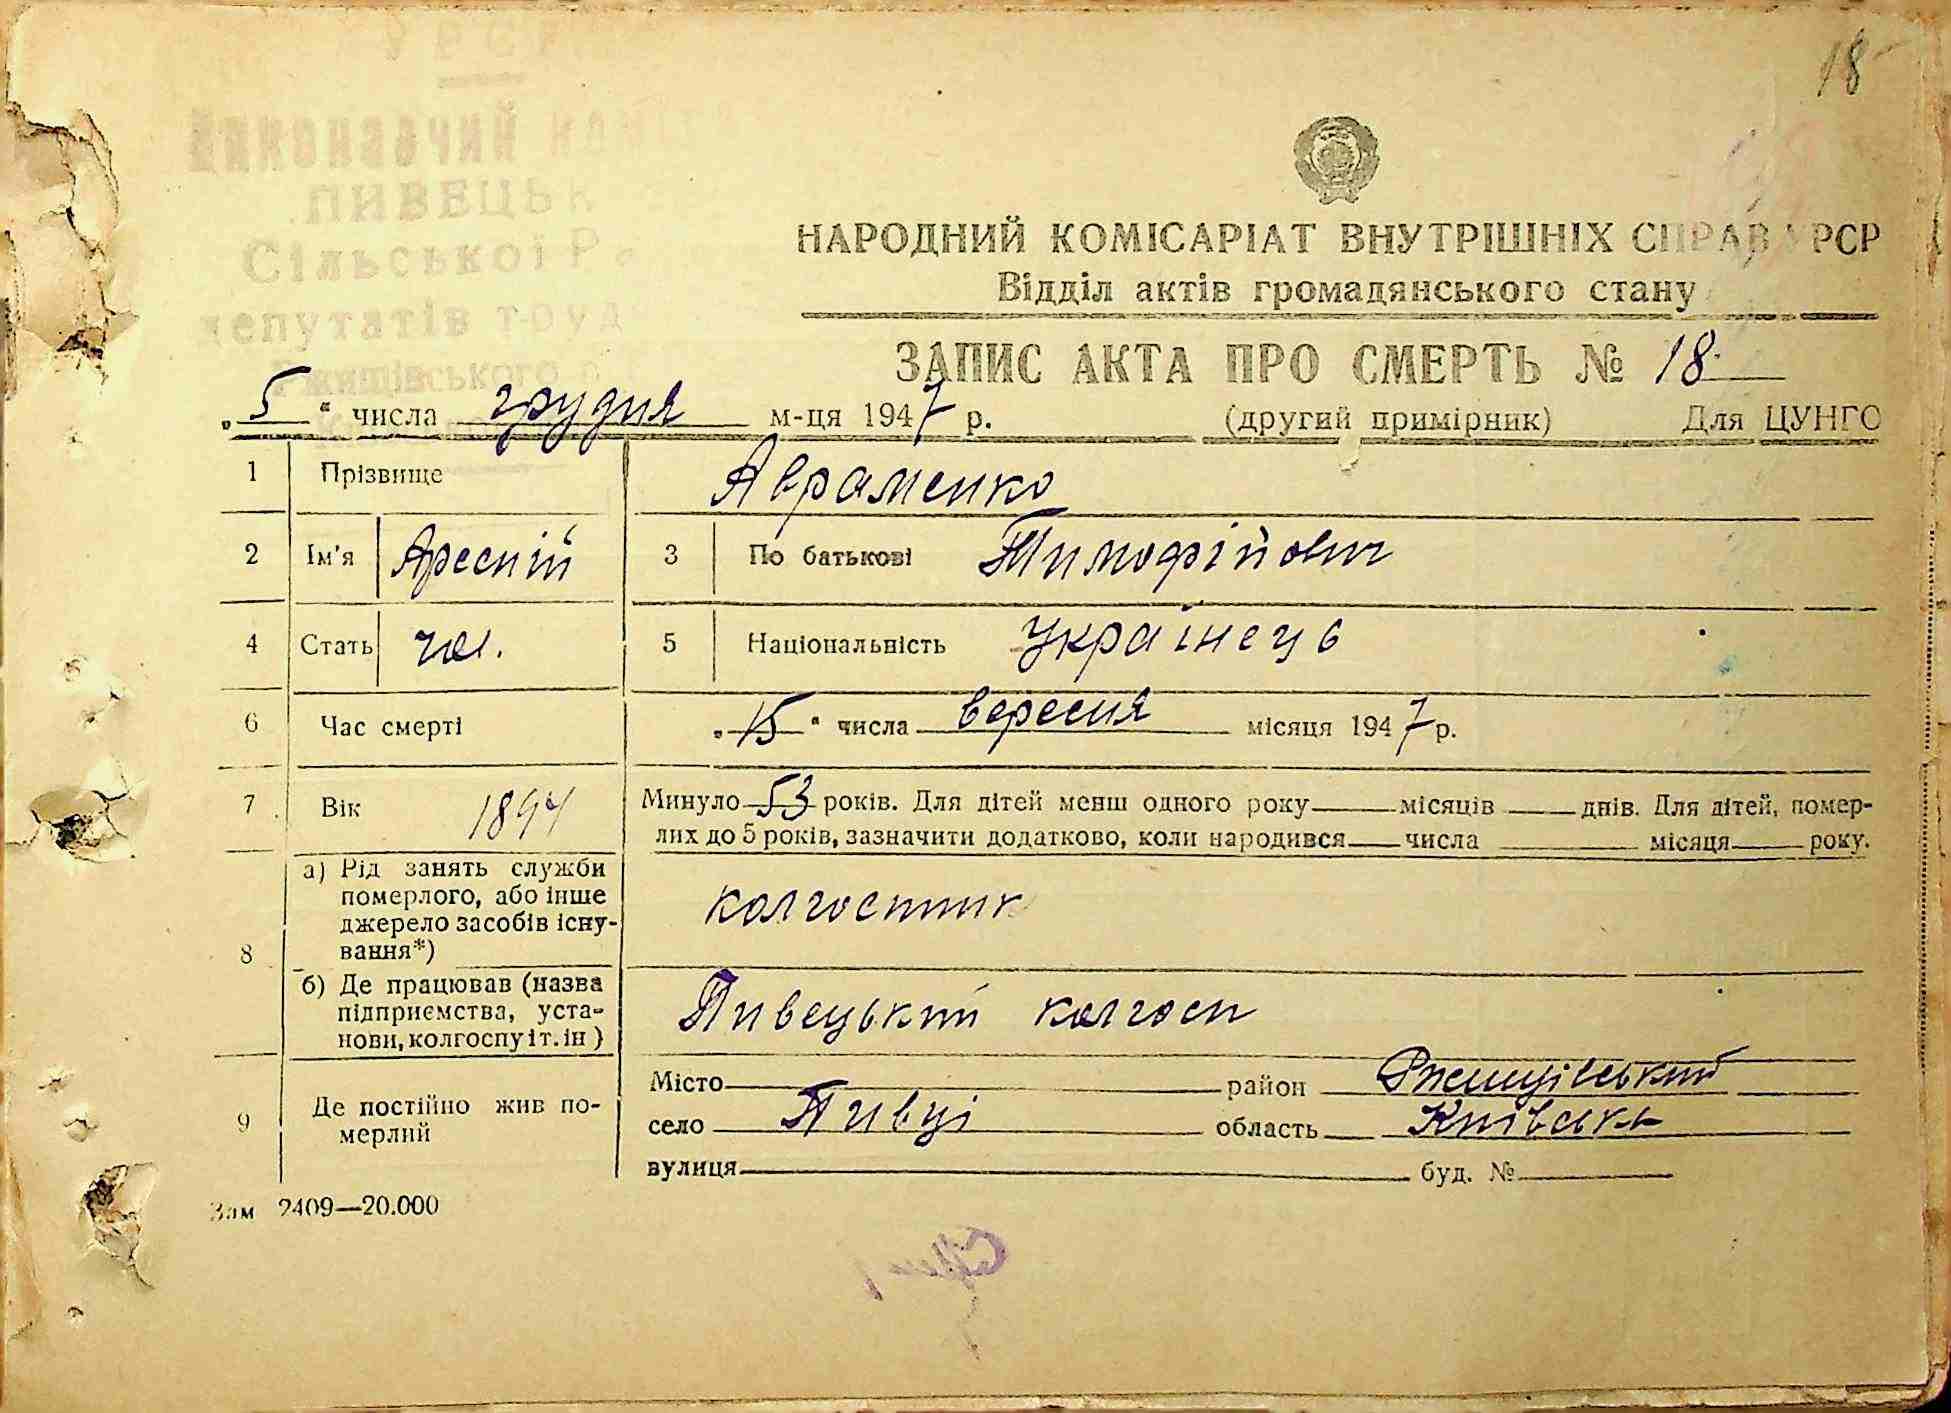 18
Виконавчий
ПИВЕЦЬК
Сільської Ра
депутатів труд
Ржищівського
НАРОДНИЙ КОМІСАРІАТ ВНУТРІШНІХ СПРАВ УРСР
Відділ актів громадянського стану
ЗАПИС АКТА ПРО СМЕРТЬ № 18
„5“ числа грудня м-ця 1947 р. (другий примірник) Для ЦУНГО
1 Прізвище Авраменко
2 Ім'я Аресній 3 По батькові Тимофійович
4 Стать чол. 5 Національність Українець
6 Час смерті „15“ числа вересня місяця 1947 р.
7 Вік 1894 Минуло 53 років. Для дітей менш одного року — місяців — днів. Для дітей, помер-
лих до 5 років, зазначити додатково, коли народився — числа — місяця — року.
8 а) Рід занять служби
померлого, або інше
джерело засобів існу-
вання*)
колгоспник
б) Де працював (назва
підприємства, уста-
нови, колгоспу і т. ін)
Пивецький колгосп
9 Де постійно жив по-
мерлий
Місто — район Ржищівський
село Пивці область Київськ
вулиця — буд. № —
Зам 2409—20.000